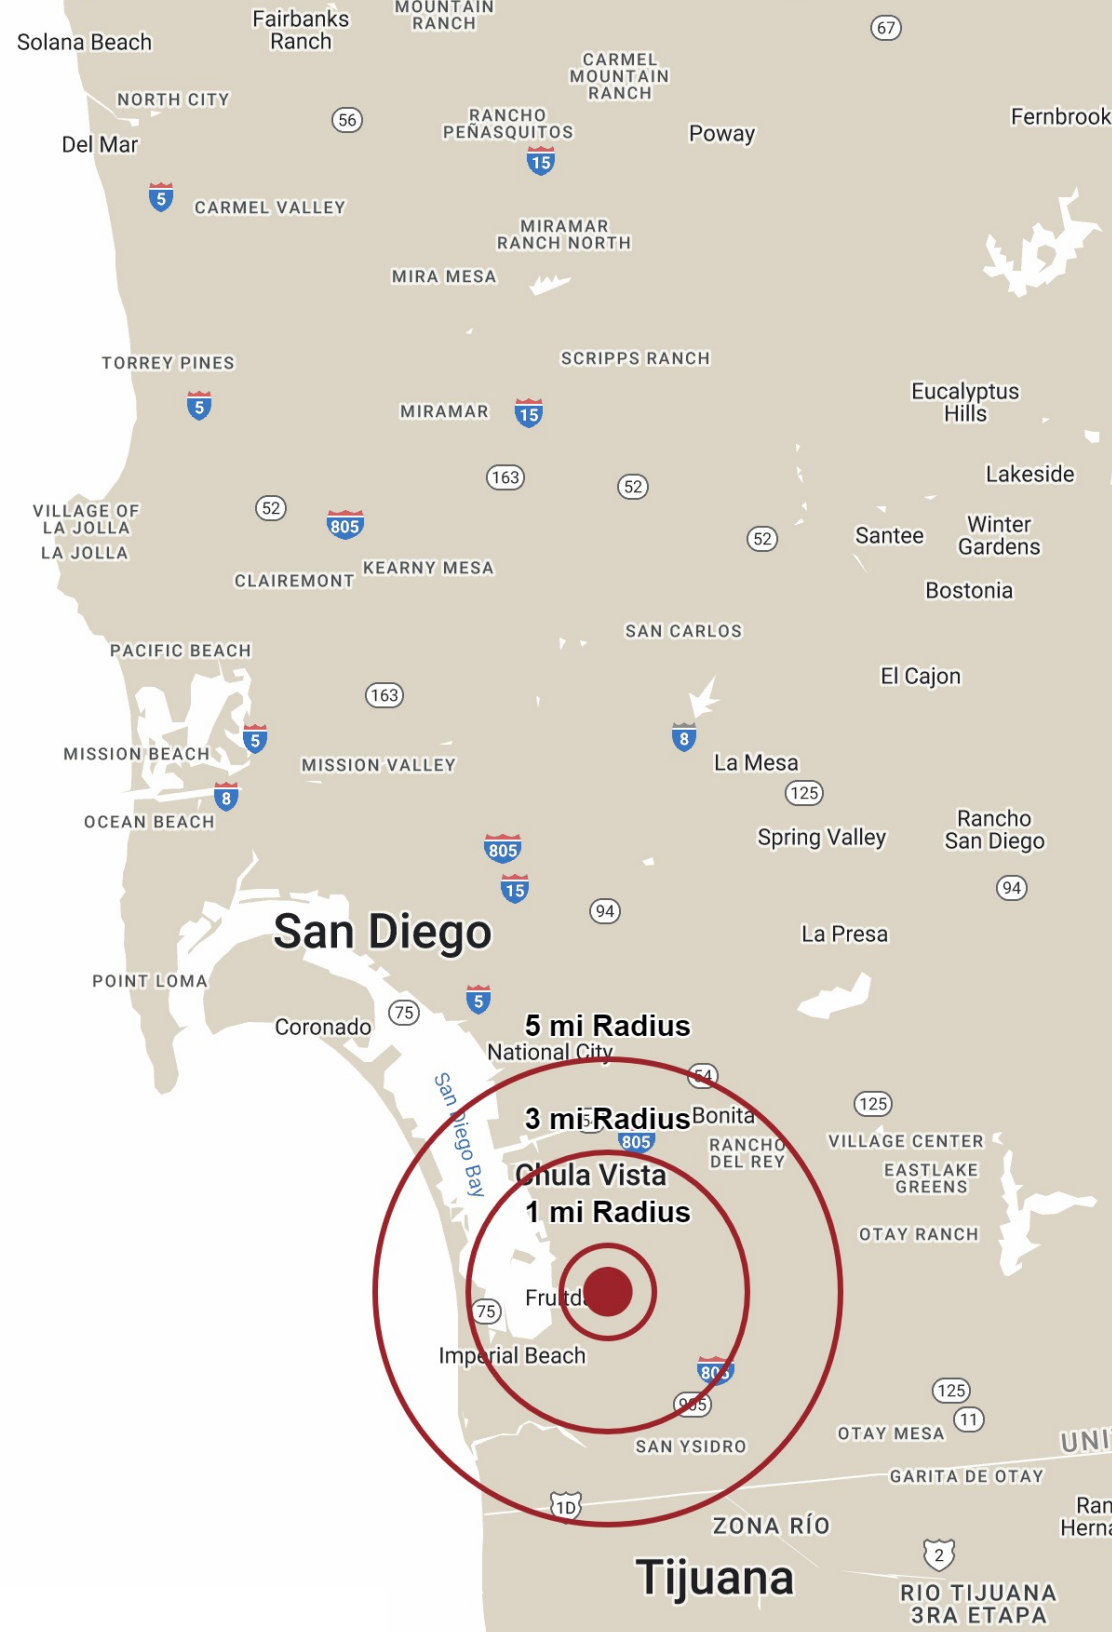 MOUNTAIN
RANCH
Fairbanks
Ranch
Solana Beach
67
CARMEL
MOUNTAIN
RANCH
NORTH CITY
56
RANCHO
PEÑASQUITOS
Poway
Fernbrook
Del Mar
15
5
CARMEL VALLEY
MIRAMAR
RANCH NORTH
MIRA MESA
TORREY PINES
SCRIPPS RANCH
5
MIRAMAR
15
Eucalyptus
Hills
163
52
Lakeside
VILLAGE OF
LA JOLLA
LA JOLLA
52
805
52
Santee
Winter
Gardens
CLAIREMONT
KEARNY MESA
Bostonia
SAN CARLOS
PACIFIC BEACH
El Cajon
163
5
8
MISSION BEACH
MISSION VALLEY
La Mesa
8
125
OCEAN BEACH
805
Spring Valley
Rancho
San Diego
15
94
94
San Diego
La Presa
POINT LOMA
5
75
Coronado
5 mi Radius
National City
54
San Diego Bay
125
3 mi Radius
Bonita
805
RANCHO
DEL REY
VILLAGE CENTER
Chula Vista
EASTLAKE
GREENS
1 mi Radius
OTAY RANCH
75
Imperial Beach
805
905
125
11
SAN YSIDRO
OTAY MESA
UNI
GARITA DE OTAY
1D
ZONA RÍO
Ran
Herna
2
Tijuana
RIO TIJUANA
3RA ETAPA